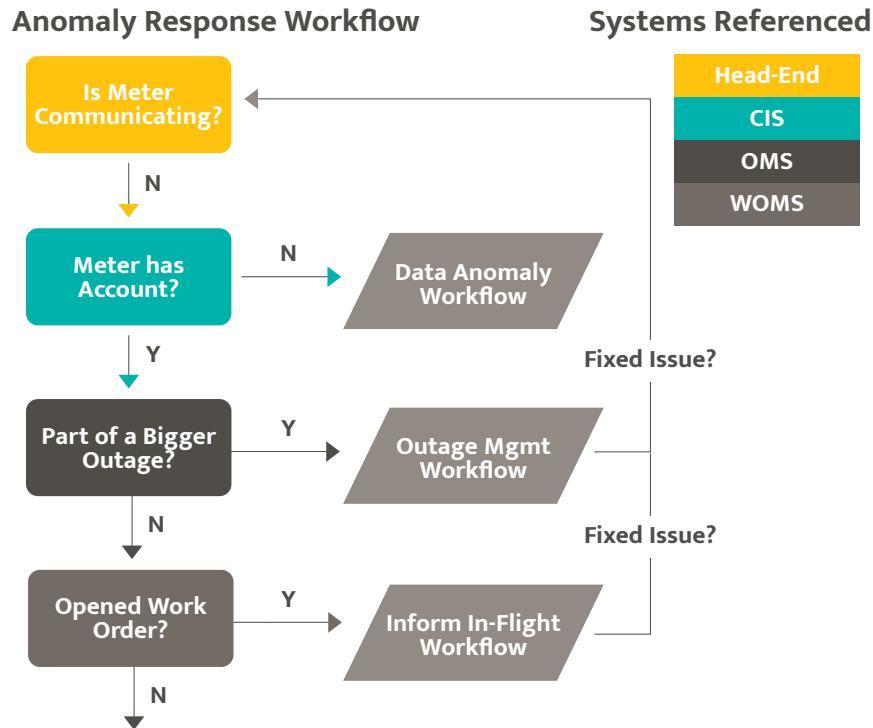 Anomaly Response Workflow
Systems Referenced
Is Meter
Communicating?
Head-End
CIS
OMS
WOMS
N
Meter has
Account?
N
Data Anomaly
Workflow
Y
Fixed Issue?
Part of a Bigger
Outage?
Y
Outage Mgmt
Workflow
N
Fixed Issue?
Opened Work
Order?
Y
Inform In-Flight
Workflow
N